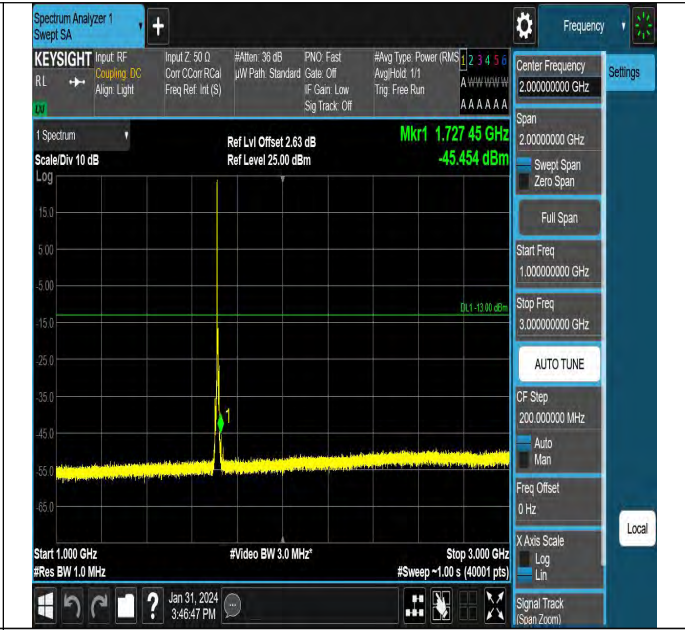 Spectrum Analyzer 1
Swept SA
+
Frequency
KEYSIGHT
RL
Input: RF
Coupling: DC
Align: Light
Input Z: 50 Ω
Corr CCorr RCal
Freq Ref: Int (S)
#Atten: 36 dB
µW Path: Standard
PNO: Fast
Gate: Off
IF Gain: Low
Sig Track: Off
#Avg Type: Power (RMS
Avg|Hold: 1/1
Trig: Free Run
1 2 3 4 5 6
A W W W W W
A A A A A A
1 Spectrum
Scale/Div 10 dB
Log
Ref Lvl Offset 2.63 dB
Ref Level 25.00 dBm
Mkr1 1.727 45 GHz
-45.454 dBm
15.0
5.00
-5.00
-15.0
-25.0
-35.0
-45.0
-55.0
-65.0
DL1 -13.00 dBm
1
Start 1.000 GHz
#Res BW 1.0 MHz
#Video BW 3.0 MHz*
Stop 3.000 GHz
#Sweep ~1.00 s (40001 pts)
Center Frequency
2.000000000 GHz
Settings
Span
2.00000000 GHz
Swept Span
Zero Span
Full Span
Start Freq
1.000000000 GHz
Stop Freq
3.000000000 GHz
AUTO TUNE
CF Step
200.000000 MHz
Auto
Man
Freq Offset
0 Hz
X Axis Scale
Log
Lin
Local
Signal Track
(Span Zoom)
?
Jan 31, 2024
3:46:47 PM